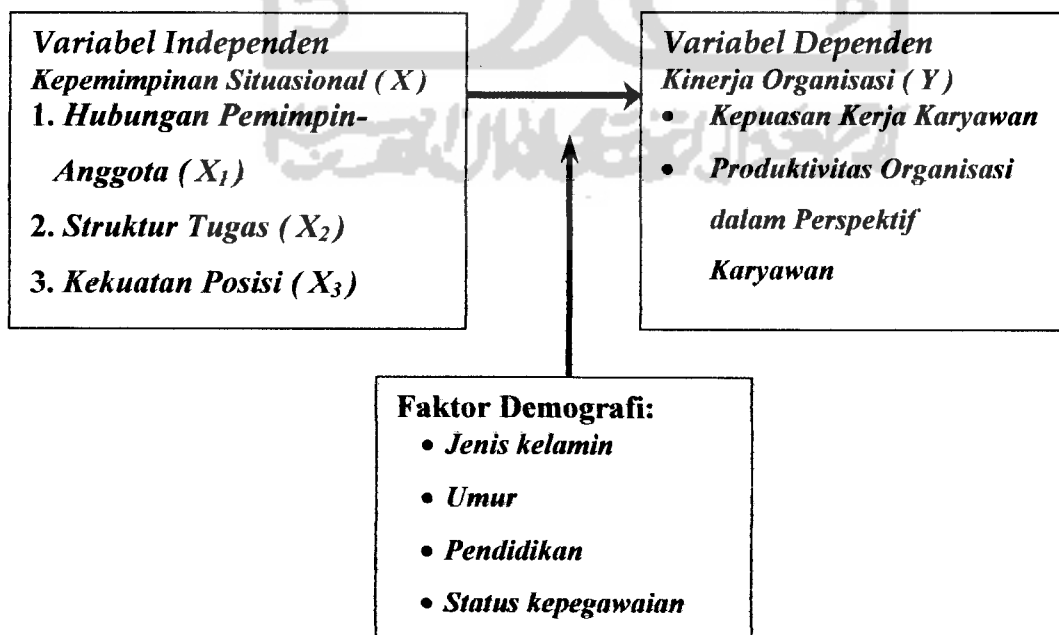 Variabel Independen
Kepemimpinan Situasional ( X )
1. Hubungan Pemimpin-
Anggota ( X₁ )
2. Struktur Tugas ( X₂ )
3. Kekuatan Posisi ( X₃ )
Variabel Dependen
Kinerja Organisasi ( Y )
• Kepuasan Kerja Karyawan
• Produktivitas Organisasi
dalam Perspektif
Karyawan
Faktor Demografi:
• Jenis kelamin
• Umur
• Pendidikan
• Status kepegawaian